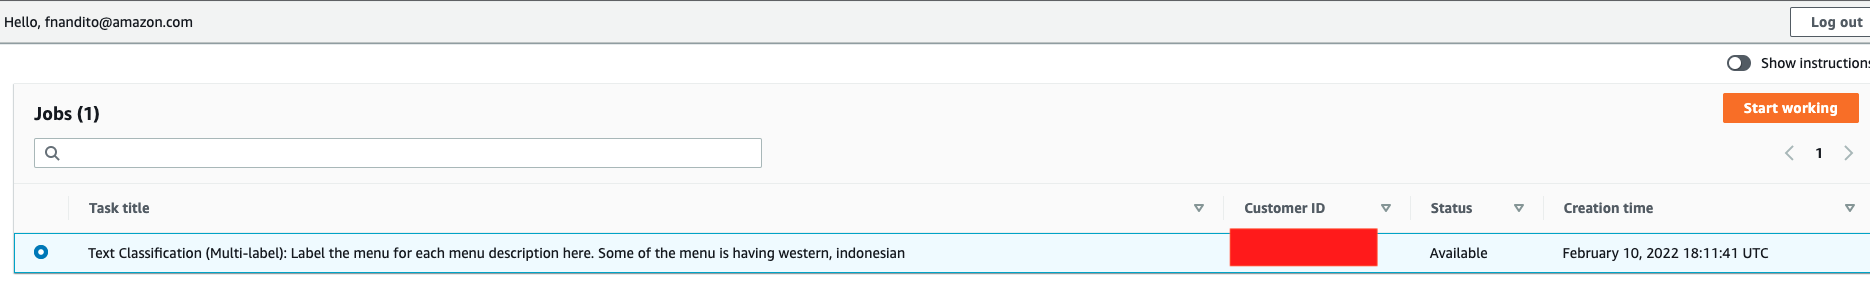 Hello, fnandito@amazon.com
Log out
Show instructions
Jobs (1)
Start working
1
Task title Customer ID Status Creation time
Text Classification (Multi-label): Label the menu for each menu description here. Some of the menu is having western, indonesian Available February 10, 2022 18:11:41 UTC